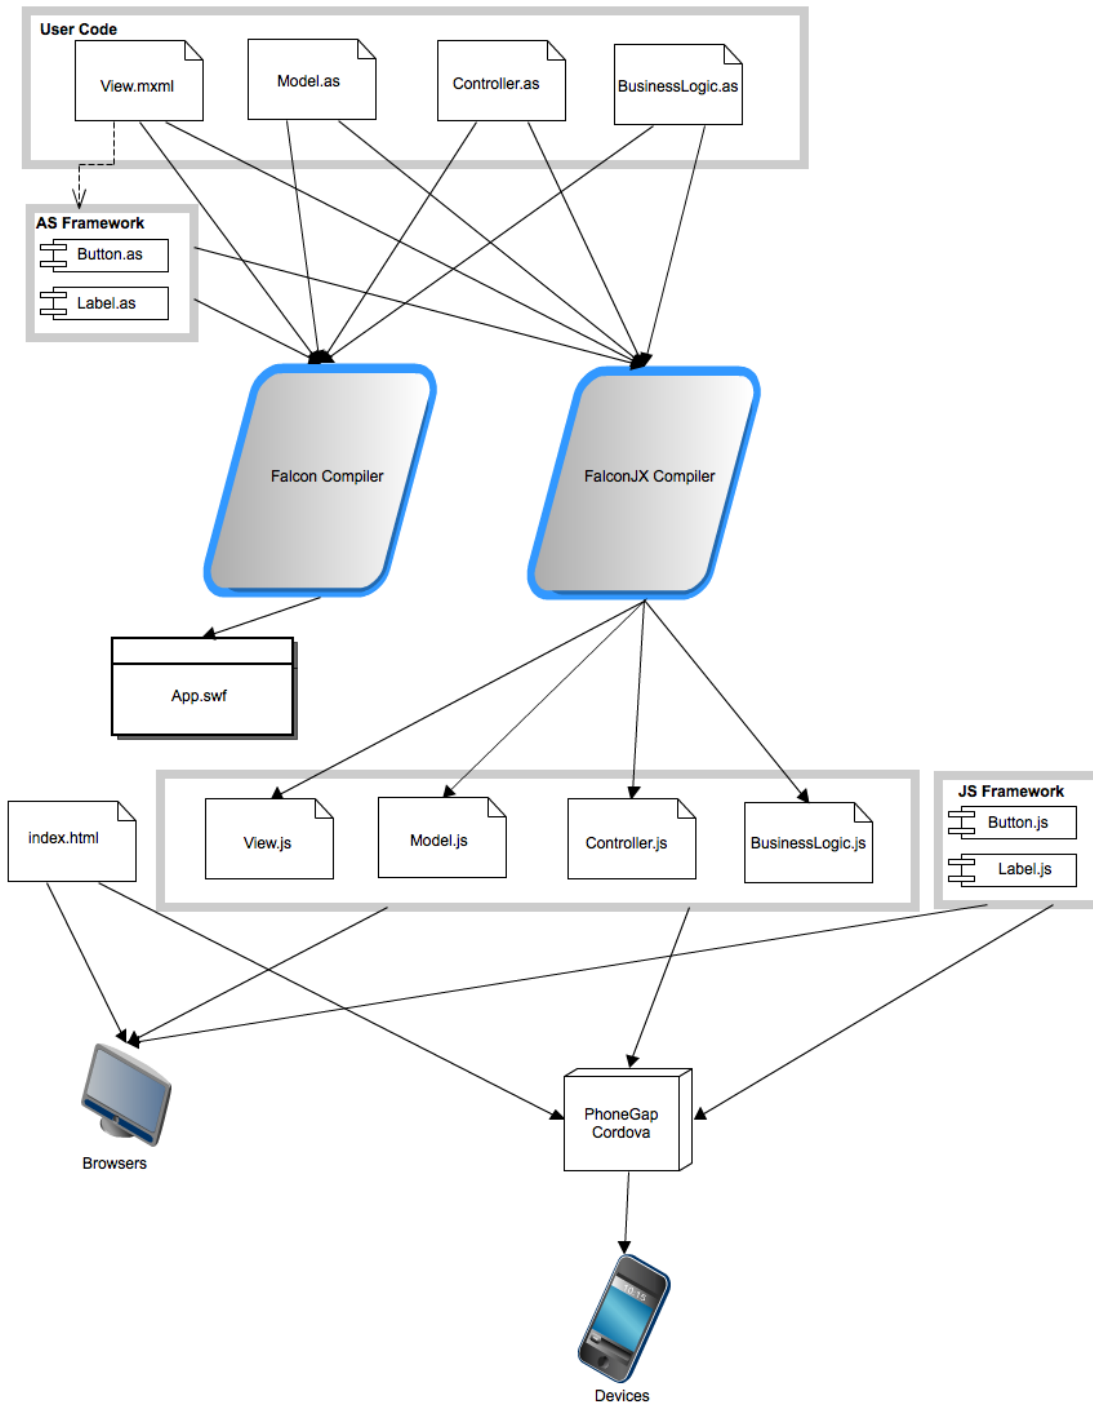 User Code
View.mxml
Model.as
Controller.as
BusinessLogic.as
AS Framework
Button.as
Label.as
Falcon Compiler
FalconJX Compiler
App.swf
index.html
View.js
Model.js
Controller.js
BusinessLogic.js
JS Framework
Button.js
Label.js
Browsers
PhoneGap
Cordova
10:15
Devices